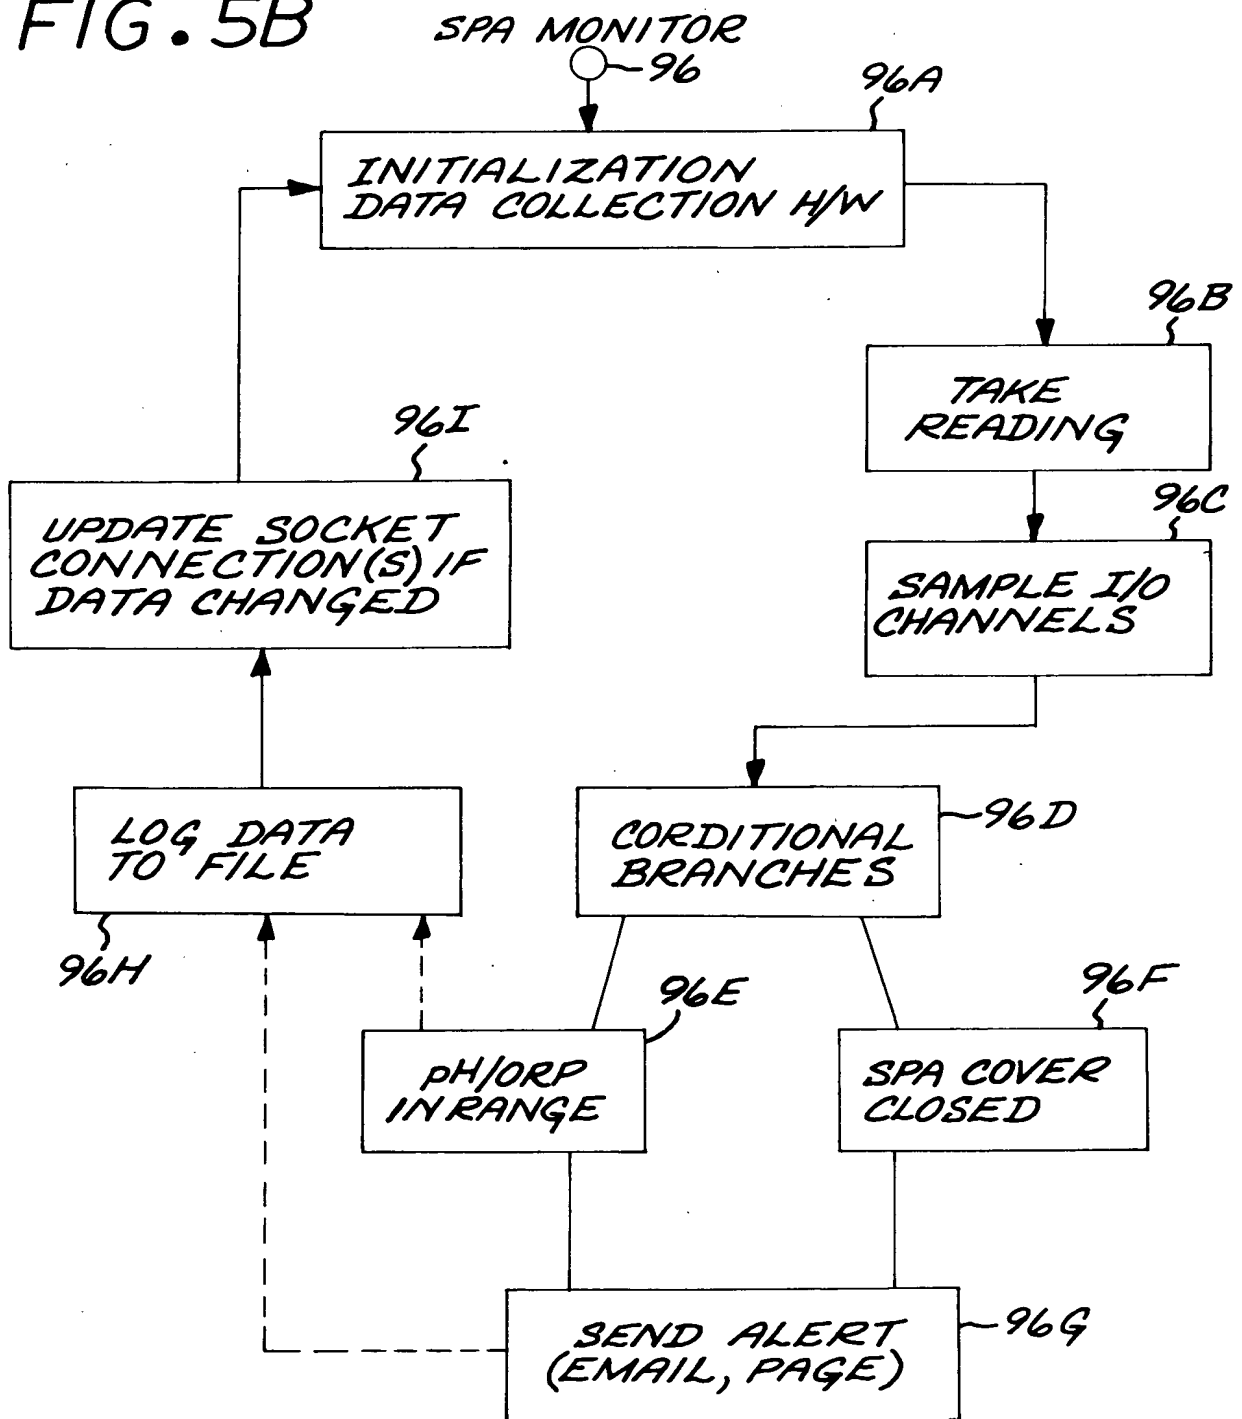 FIG. 5B
SPA MONITOR
96
96A
INITIALIZATION
DATA COLLECTION H/W
96B
TAKE
READING
96C
SAMPLE I/O
CHANNELS
96I
UPDATE SOCKET
CONNECTION(S) IF
DATA CHANGED
96D
CORDITIONAL
BRANCHES
LOG DATA
TO FILE
96H
96E
pH/ORP
IN RANGE
96F
SPA COVER
CLOSED
96G
SEND ALERT
(EMAIL, PAGE)